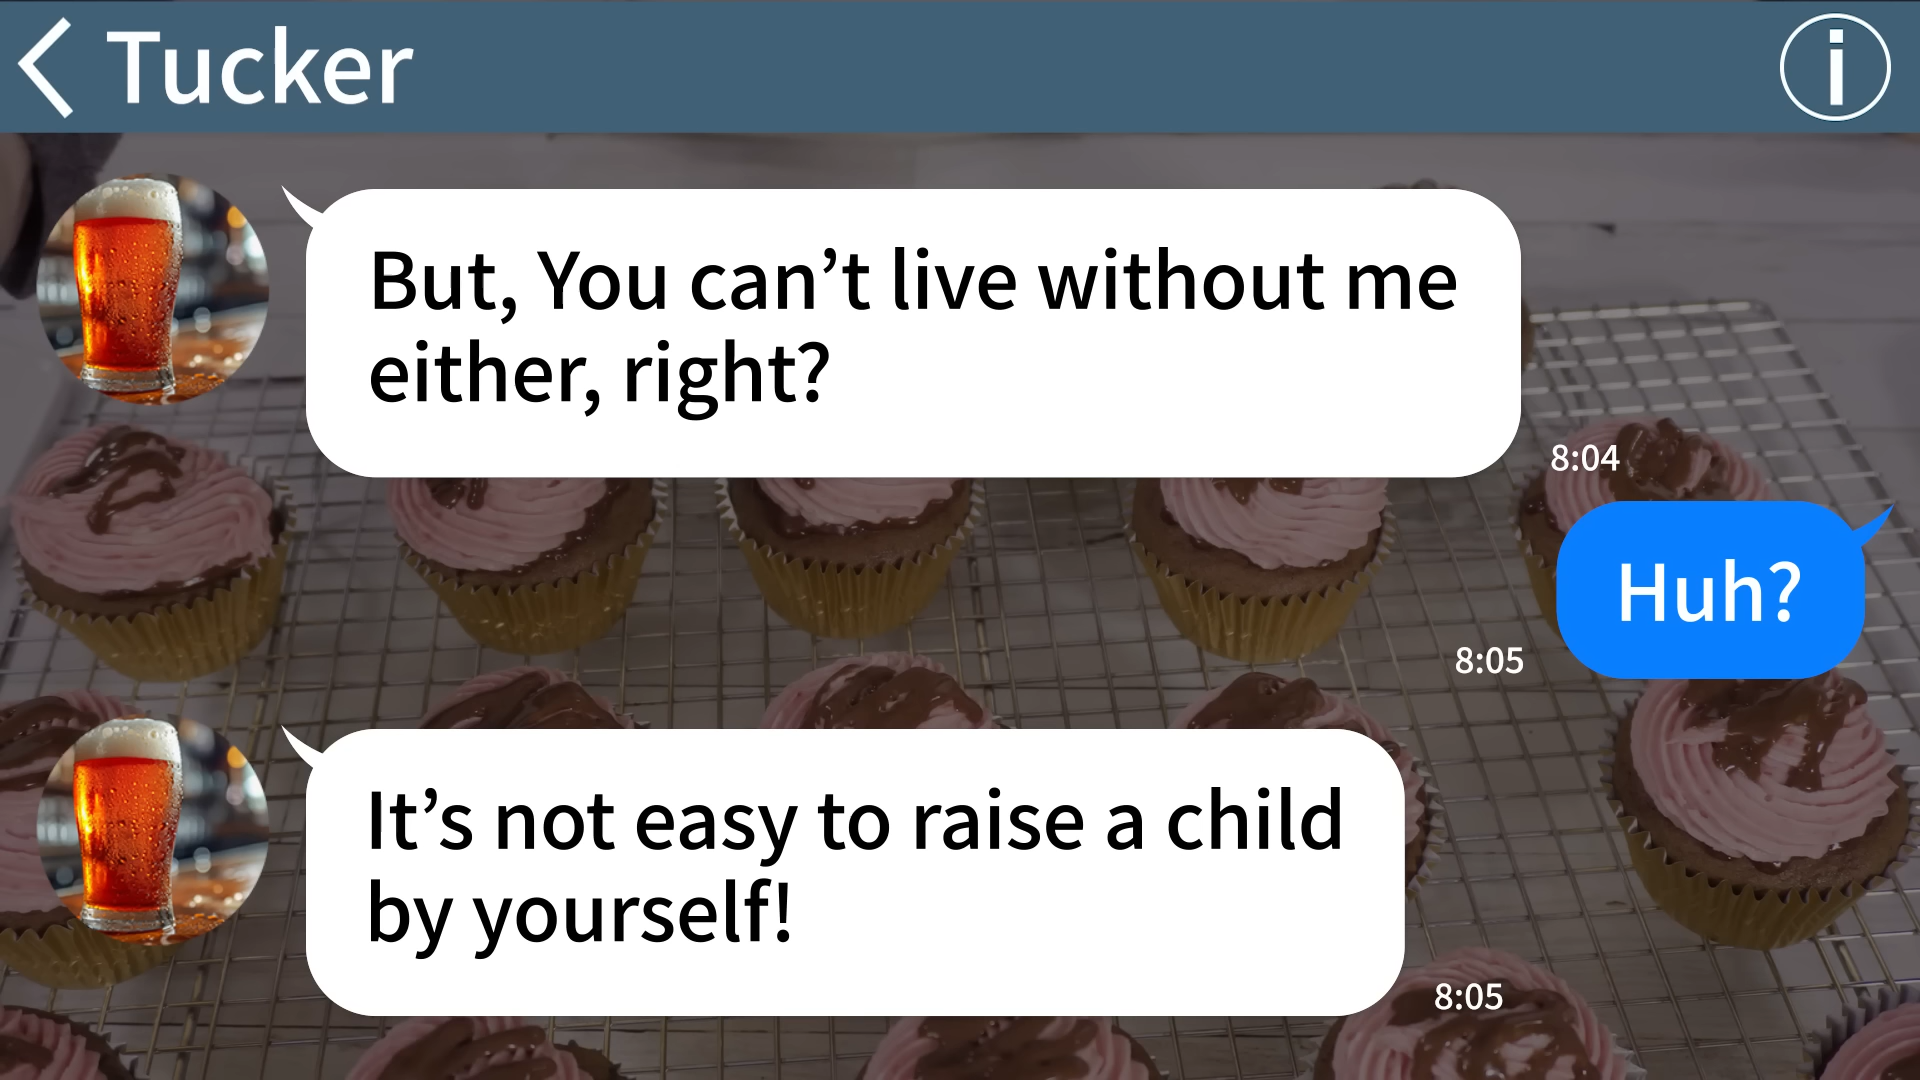 Tucker
But, You can’t live without me
either, right?
8:04
Huh?
8:05
It’s not easy to raise a child
by yourself!
8:05